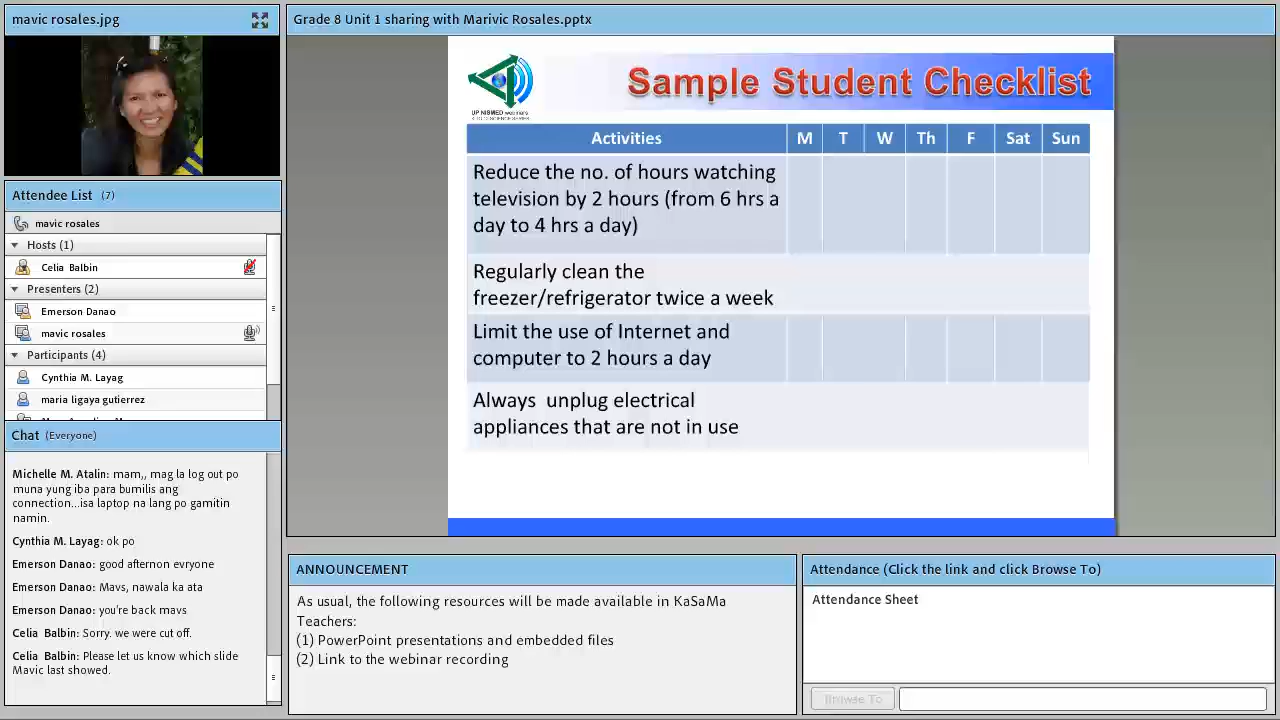 mavic rosales.jpg
Attendee List (7)
mavic rosales
Hosts (1)
Celia Balbin
Presenters (2)
Emerson Danao
mavic rosales
Participants (4)
Cynthia M. Layag
maria ligaya gutierrez
Chat (Everyone)
Michelle M. Atalin: mam,, mag la log out po
muna yung iba para bumilis ang
connection...isa laptop na lang po gamitin
namin.
Cynthia M. Layag: ok po
Emerson Danao: good afternon evryone
Emerson Danao: Mavs, nawala ka ata
Emerson Danao: you're back mavs
Celia Balbin: Sorry. we were cut off.
Celia Balbin: Please let us know which slide
Mavic last showed.
Grade 8 Unit 1 sharing with Marivic Rosales.pptx
UP NISMED webinars
Sample Student Checklist
Activities M T W Th F Sat Sun
Reduce the no. of hours watching
television by 2 hours (from 6 hrs a
day to 4 hrs a day)
Regularly clean the
freezer/refrigerator twice a week
Limit the use of Internet and
computer to 2 hours a day
Always unplug electrical
appliances that are not in use
ANNOUNCEMENT
As usual, the following resources will be made available in KaSaMa
Teachers:
(1) PowerPoint presentations and embedded files
(2) Link to the webinar recording
Attendance (Click the link and click Browse To)
Attendance Sheet
Browse To